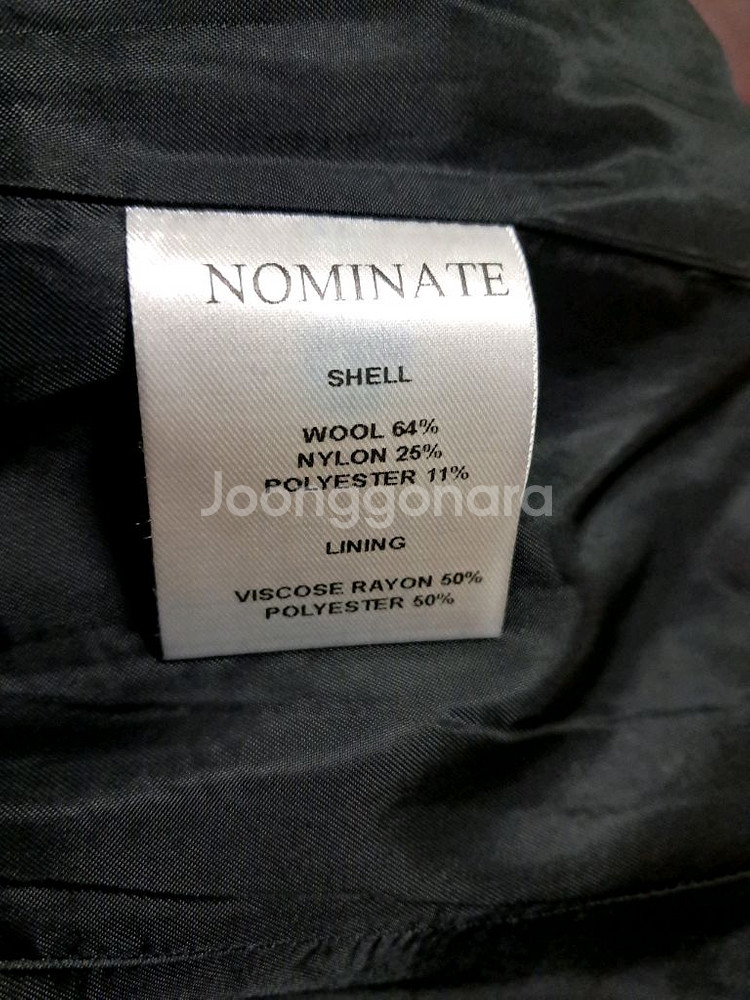 NOMINATE
SHELL
WOOL 64%
NYLON 25%
POLYESTER 11%
Joonggonara
LINING
VISCOSE RAYON 50%
POLYESTER 50%